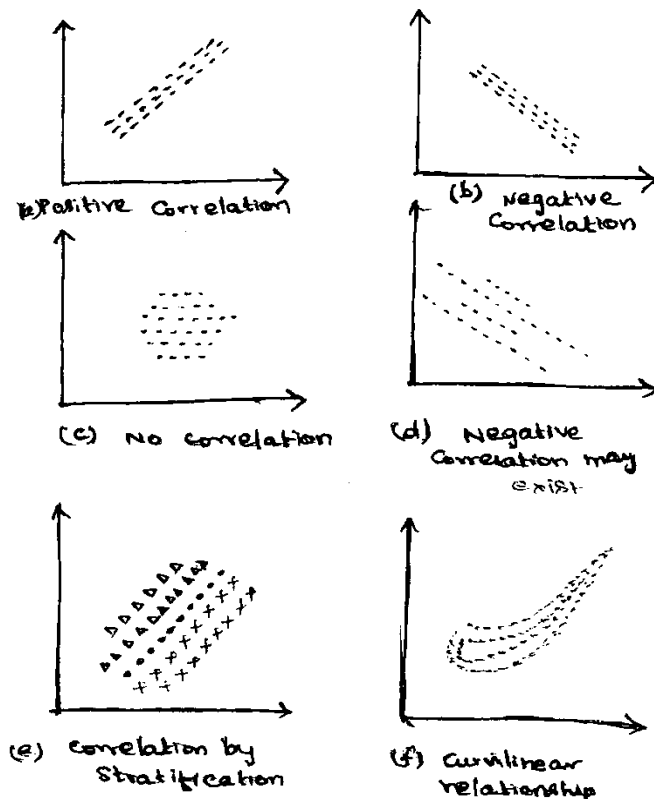 (a) Positive Correlation
(b) Negative
Correlation
(c) No Correlation
(d) Negative
Correlation may
exist
(e) Correlation by
Stratification
(f) Curvilinear
relationship